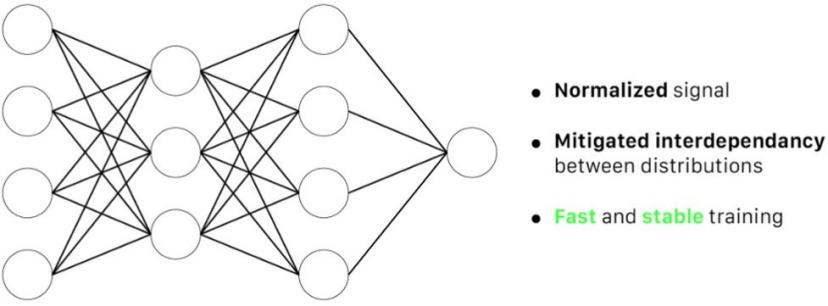 Normalized signal
Mitigated interdependancy
between distributions
Fast and stable training